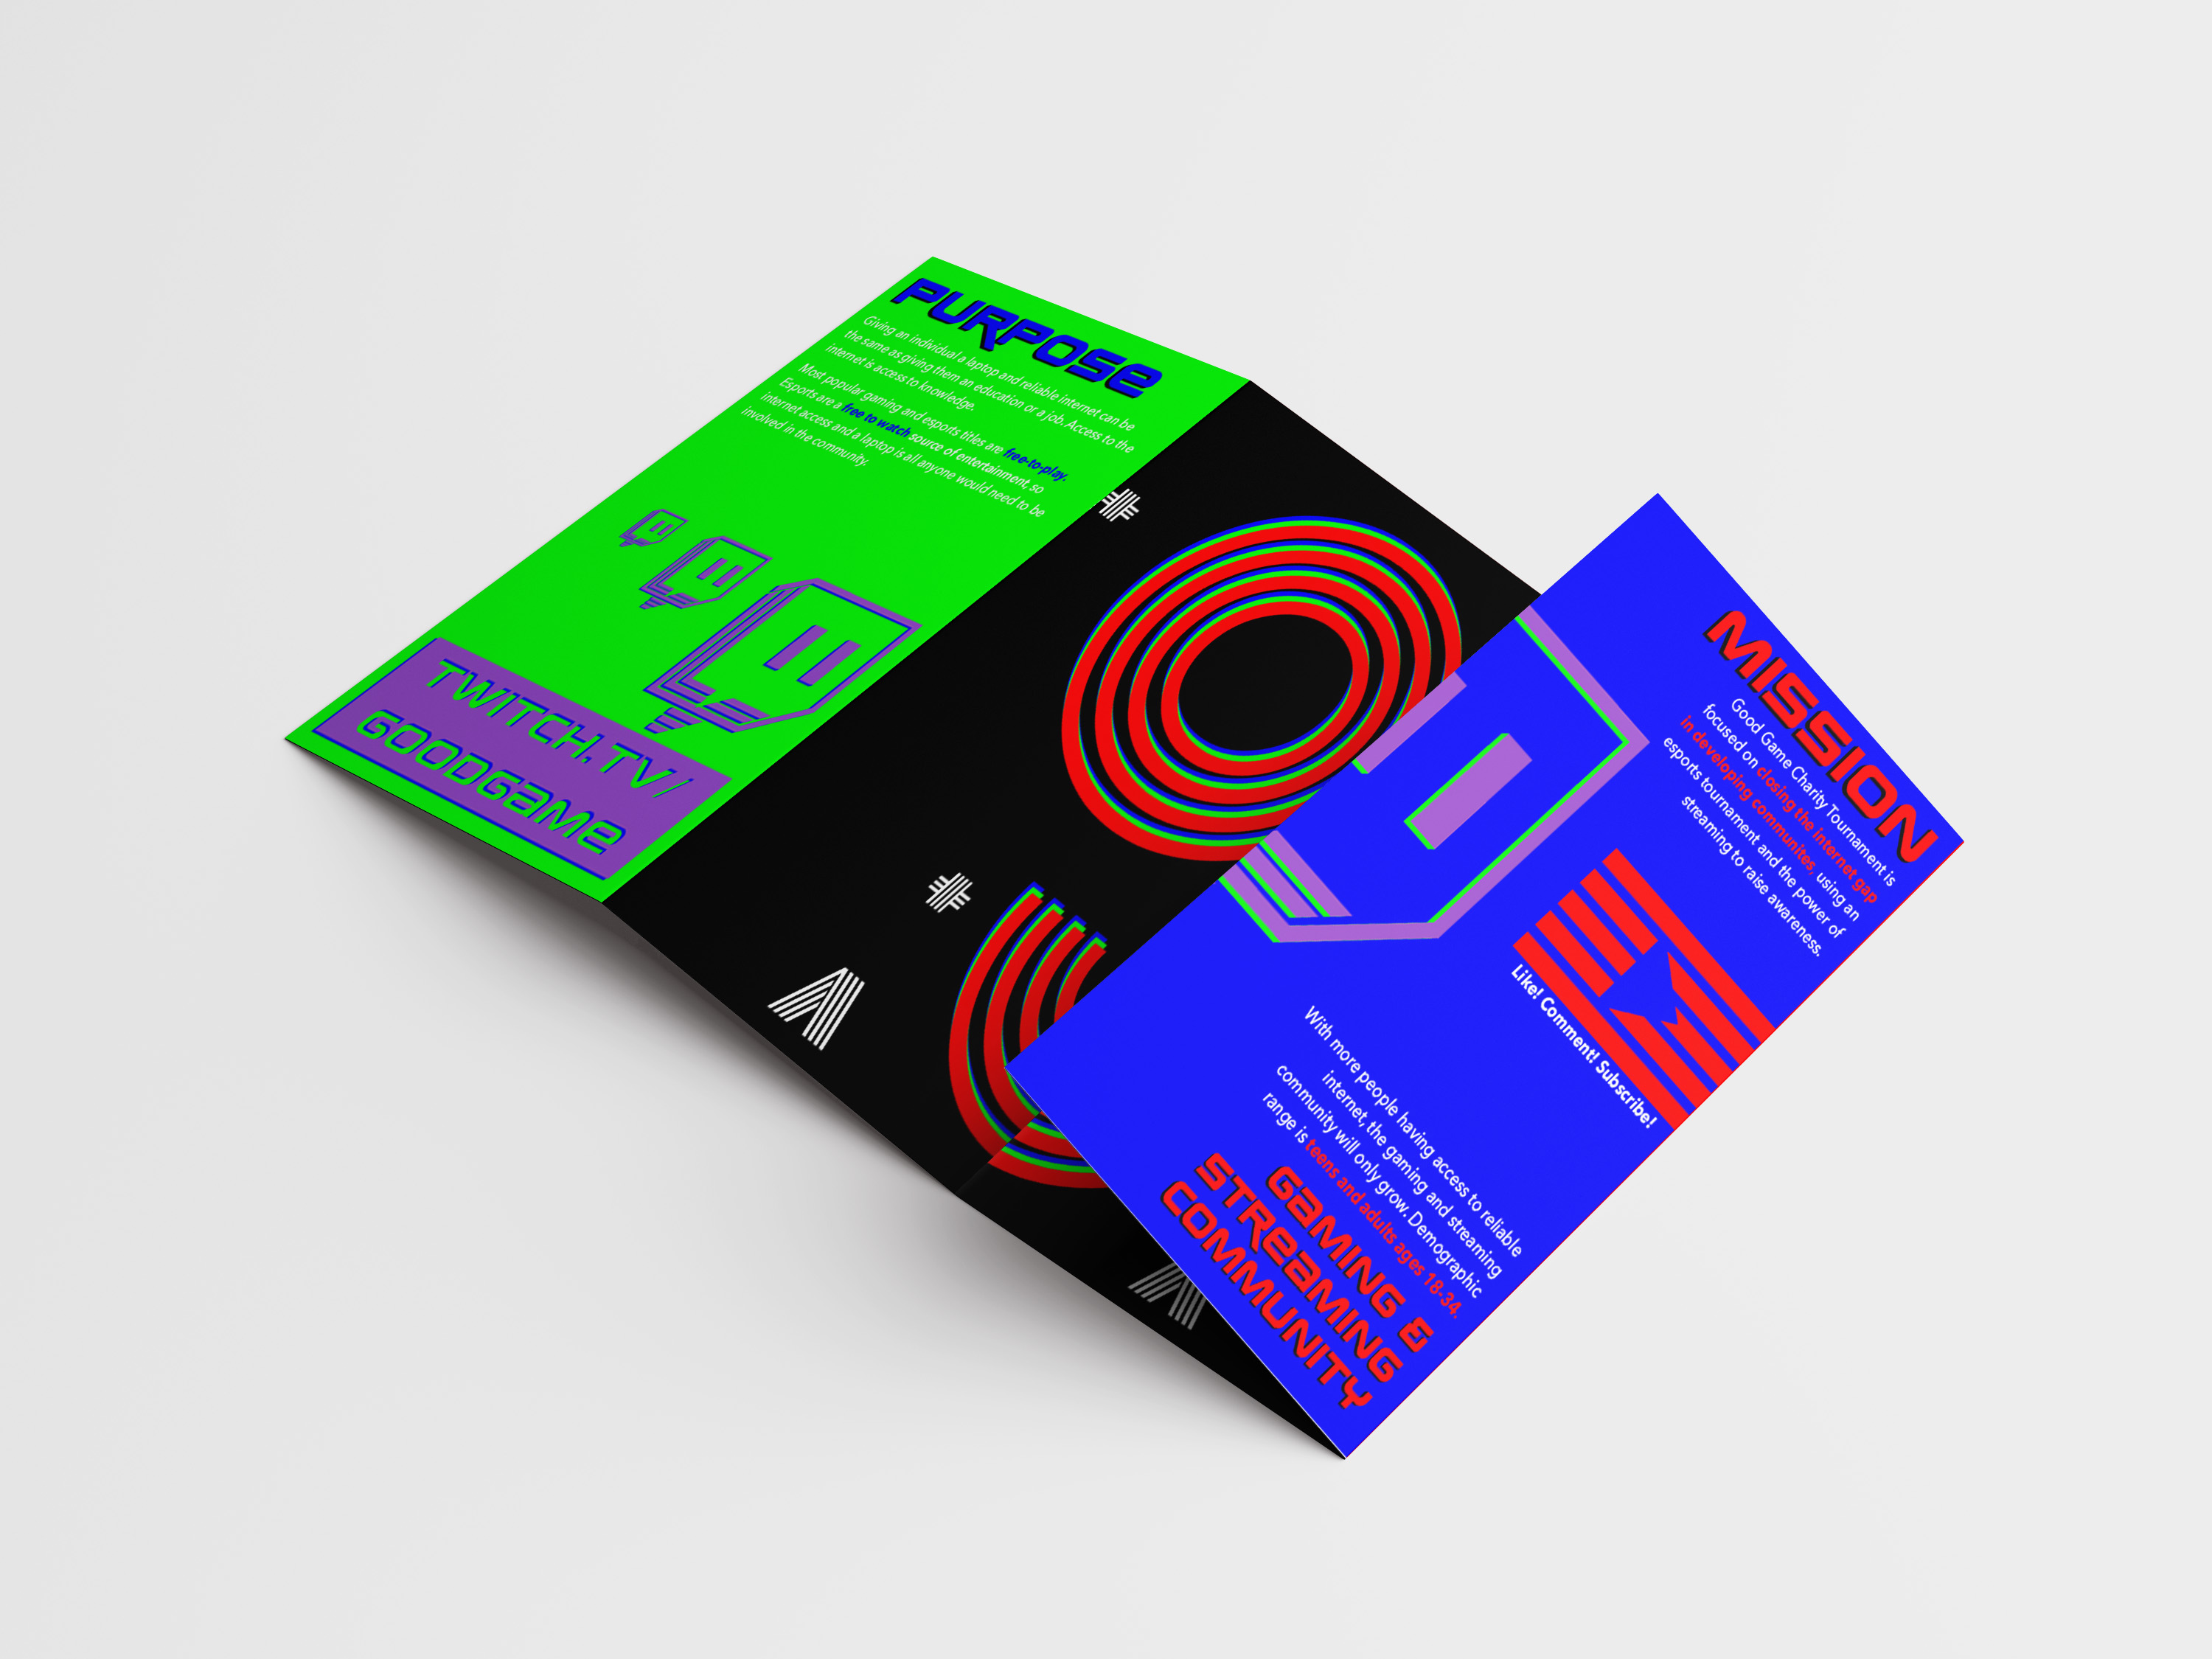 PURPOSE
Giving an individual a laptop and reliable internet can be
the same as giving them an education or a job. Access to the
internet is access to knowledge.
Most popular gaming and esports titles are free-to-play.
Esports are a free to watch source of entertainment, so
internet access and a laptop is all anyone would need to be
involved in the community.
TWITCH.TV/
GOODGAME
MISSION
Good Game Charity Tournament is
focused on closing the internet gap
in developing communites, using an
esports tournament and the power of
streaming to raise awareness.
Like! Comment! Subscribe!
With more people having access to reliable
internet, the gaming and streaming
community will only grow. Demographic
range is teens and adults ages 18-34.
GAMING &
STREAMING
COMMUNITY